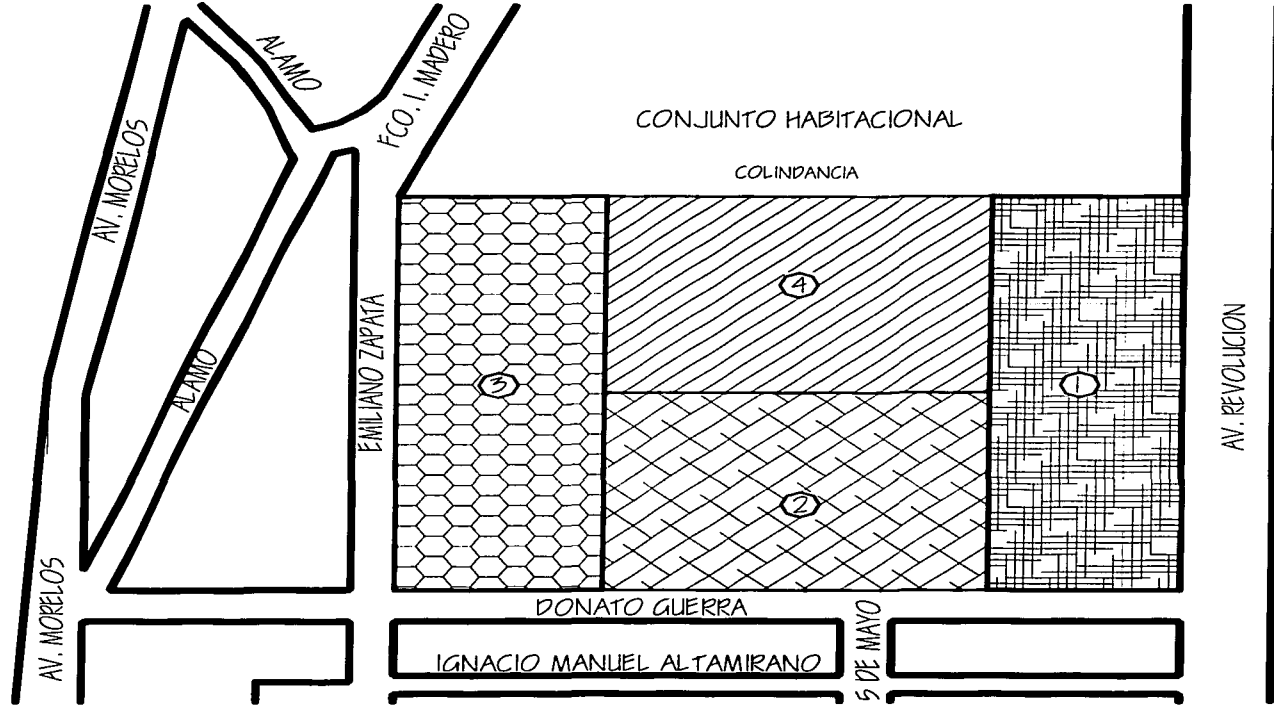 ALAMO
FCO. I. MADERO
AV. MORELOS
CONJUNTO HABITACIONAL
COLINDANCIA
4
3
1
2
EMILIANO ZAPATA
ALAMO
AV. REVOLUCION
AV. MORELOS
DONATO GUERRA
5 DE MAYO
IGNACIO MANUEL ALTAMIRANO